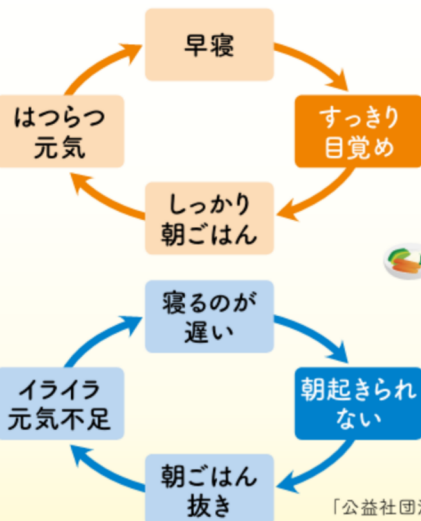 早寝
はつらつ
元気
すっきり
目覚め
しっかり
朝ごはん
寝るのが
遅い
イライラ
元気不足
朝起きられ
ない
朝ごはん
抜き
「公益社団